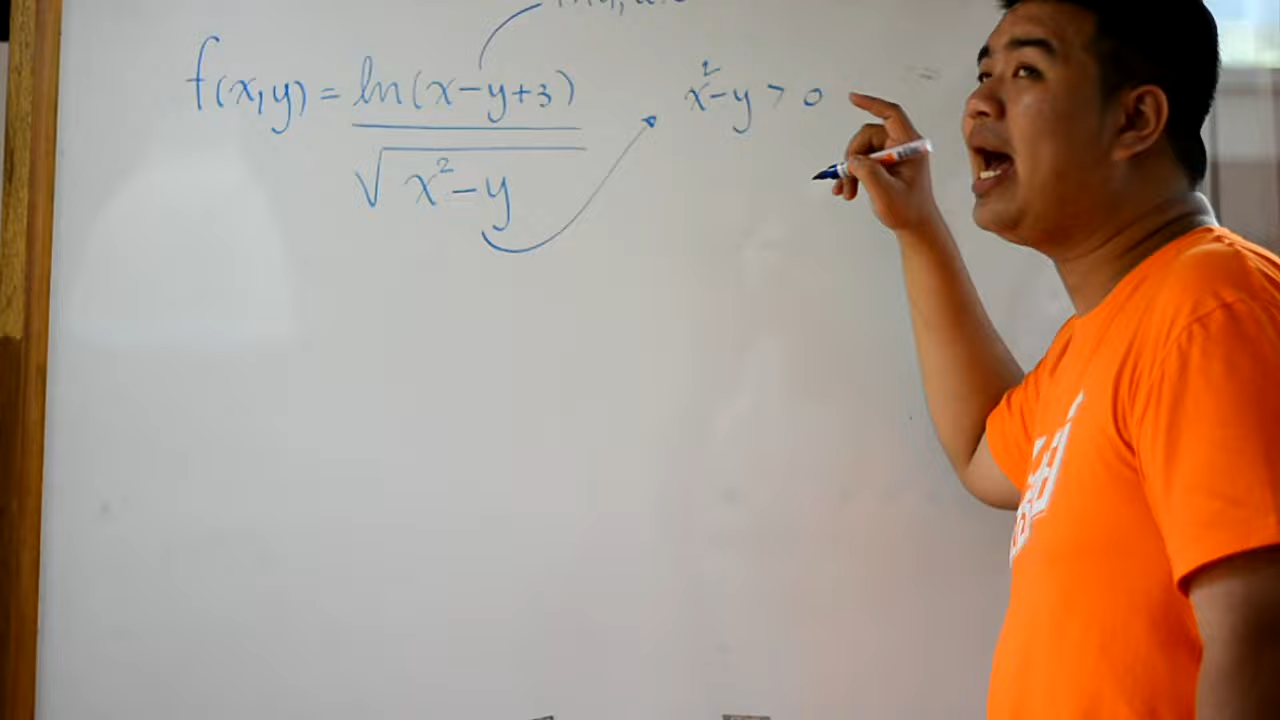 f(x,y) = ln(x-y+3) / √(x²-y)
x²-y > 0